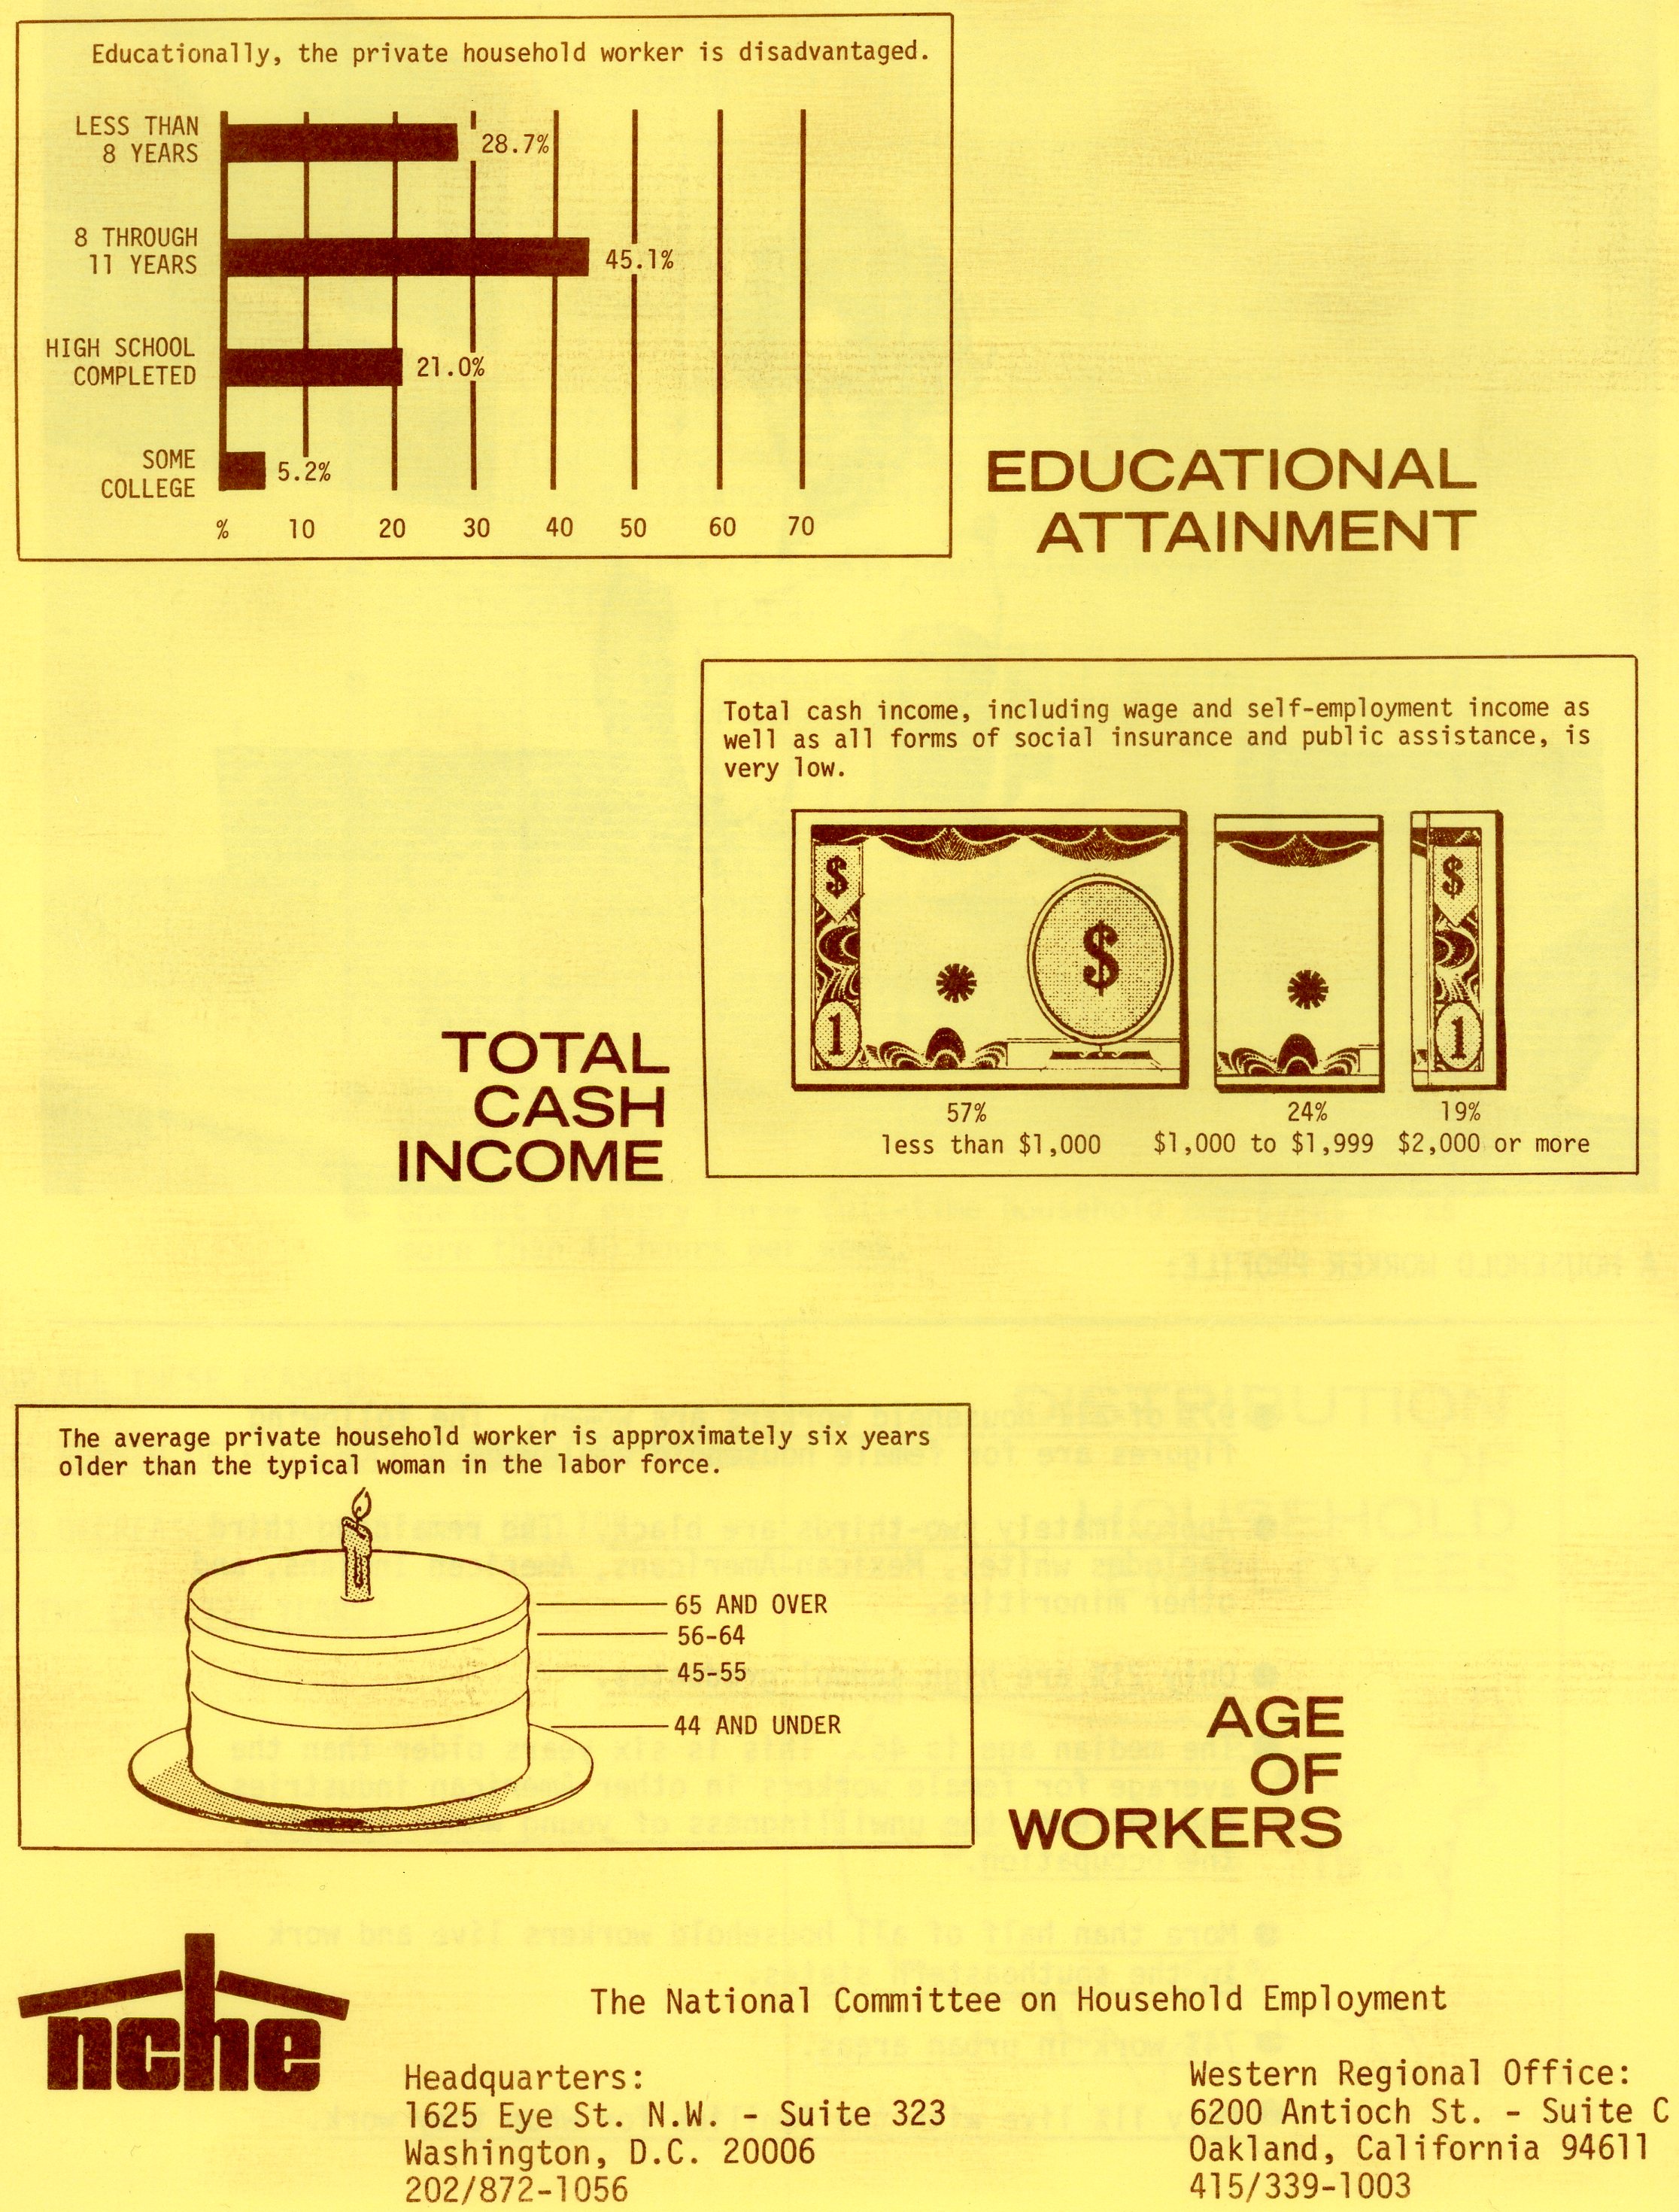 Educationally, the private household worker is disadvantaged.
LESS THAN
8 YEARS
28.7%
8 THROUGH
11 YEARS
45.1%
HIGH SCHOOL
COMPLETED
21.0%
SOME
COLLEGE
5.2%
% 10 20 30 40 50 60 70
EDUCATIONAL
ATTAINMENT
Total cash income, including wage and self-employment income as
well as all forms of social insurance and public assistance, is
very low.
$ $ $
1 1
57% 24% 19%
less than $1,000 $1,000 to $1,999 $2,000 or more
TOTAL
CASH
INCOME
A HOUSEHOLD WORKER PROFILE:
The average private household worker is approximately six years
older than the typical woman in the labor force.
65 AND OVER
56-64
45-55
44 AND UNDER
AGE
OF
WORKERS
nche
The National Committee on Household Employment
Headquarters:
1625 Eye St. N.W. - Suite 323
Washington, D.C. 20006
202/872-1056
Western Regional Office:
6200 Antioch St. - Suite C
Oakland, California 94611
415/339-1003